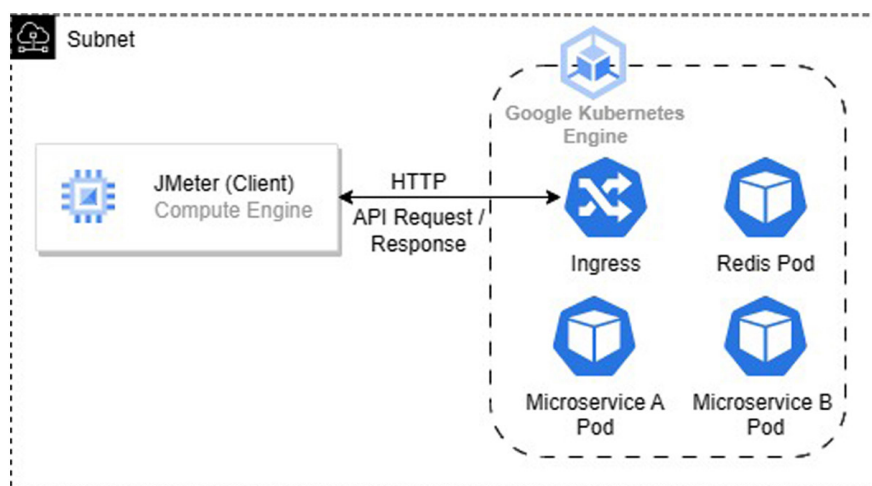 Subnet
Google Kubernetes
Engine
JMeter (Client)
Compute Engine
HTTP
API Request /
Response
Ingress
Redis Pod
Microservice A
Pod
Microservice B
Pod